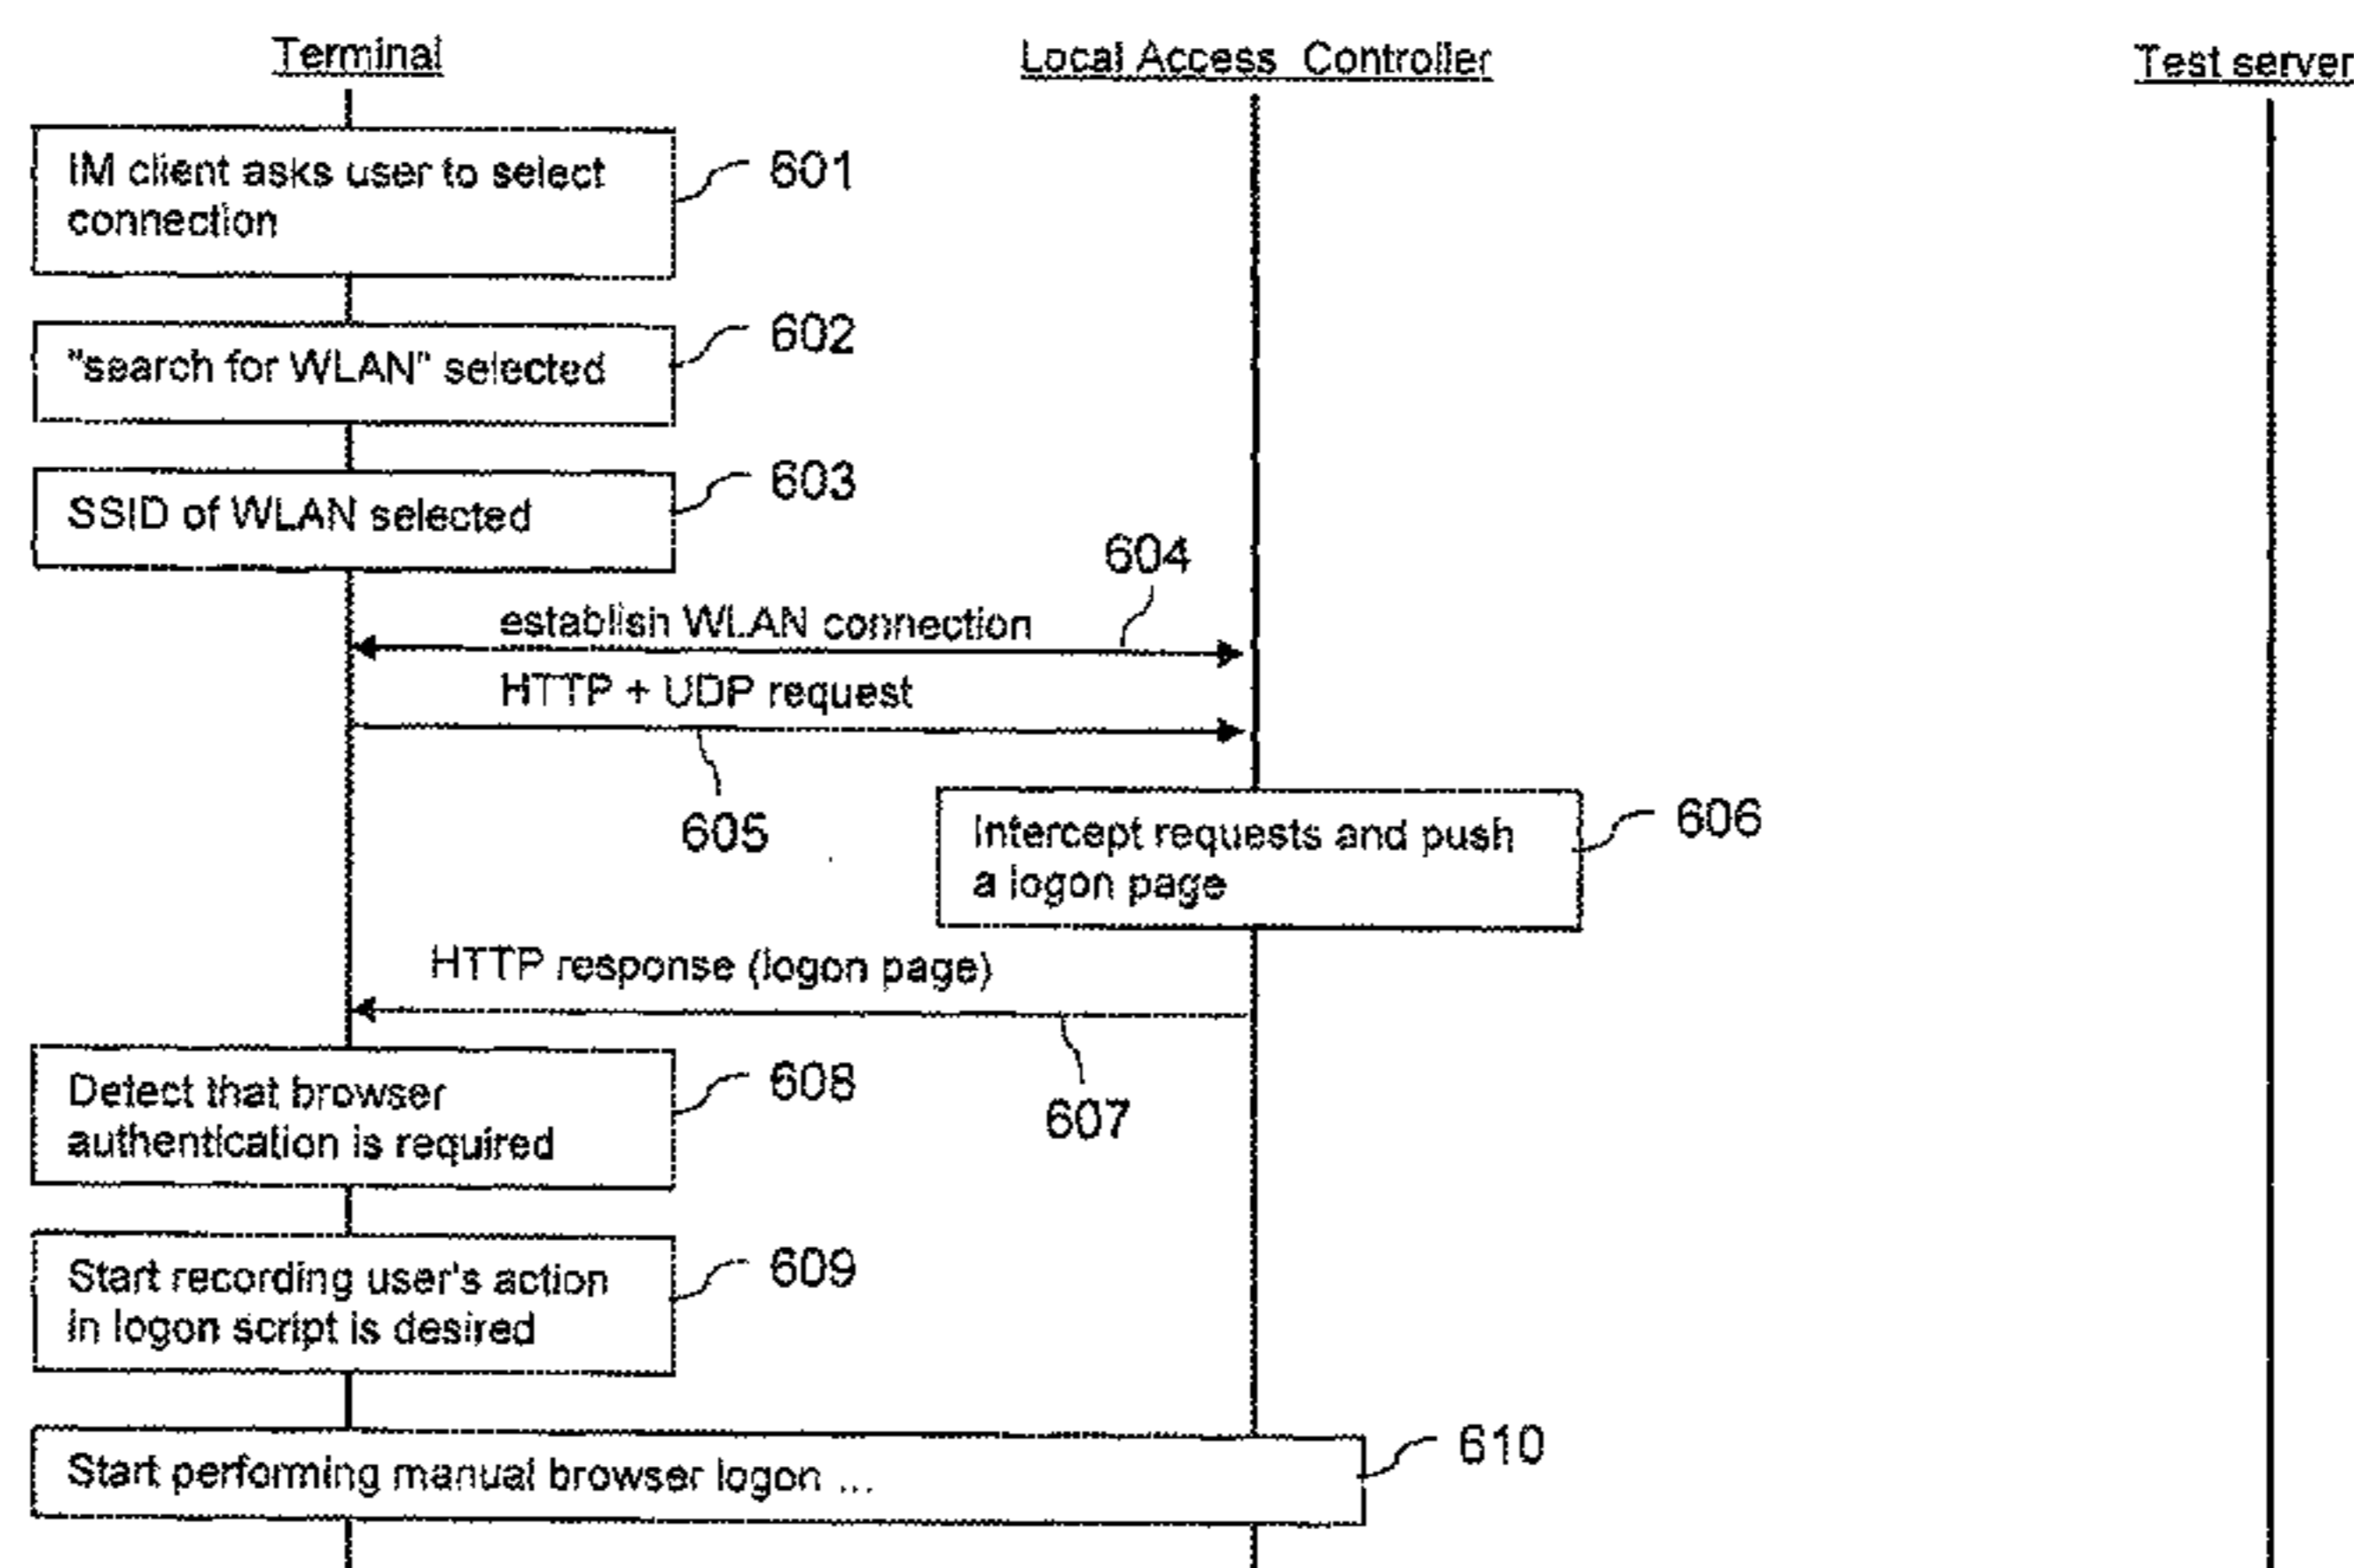 Terminal
Local Access Controller
Test server
IM client asks user to select
connection
601
"search for WLAN" selected
602
SSID of WLAN selected
603
604
establish WLAN connection
HTTP + UDP request
605
Intercept requests and push
a logon page
606
HTTP response (logon page)
607
Detect that browser
authentication is required
608
Start recording user's action
in logon script is desired
609
Start performing manual browser logon ...
610